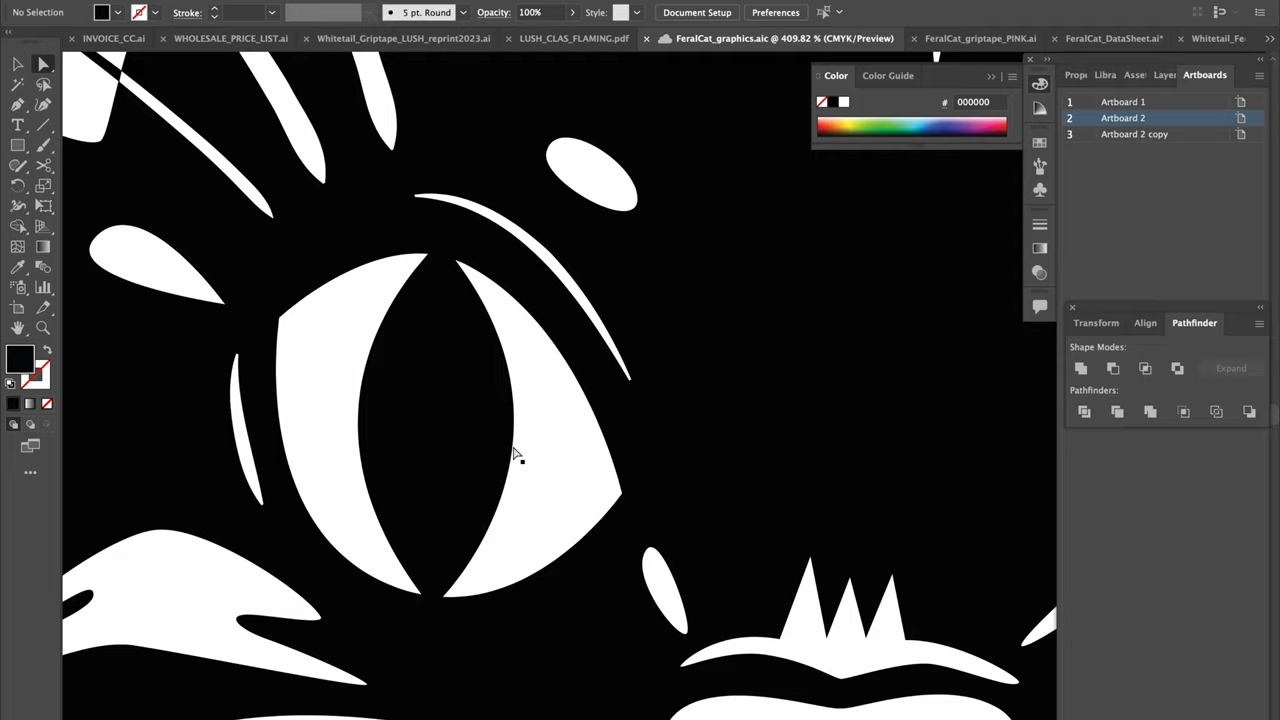 No Selection Stroke: 5 pt. Round Opacity: 100% Style: Document Setup Preferences
INVOICE_CC.ai WHOLESALE_PRICE_LIST.ai Whitetail_Griptape_LUSH_reprint2023.ai LUSH_CLAS_FLAMING.pdf FeralCat_graphics.aic @ 409.82 % (CMYK/Preview) FeralCat_griptape_PINK.ai FeralCat_DataSheet.ai* Whitetail_Fe
Color Color Guide
# 000000
Prope Libra Asse Layer Artboards
1 Artboard 1
2 Artboard 2
3 Artboard 2 copy
Transform Align Pathfinder
Shape Modes:
Expand
Pathfinders: